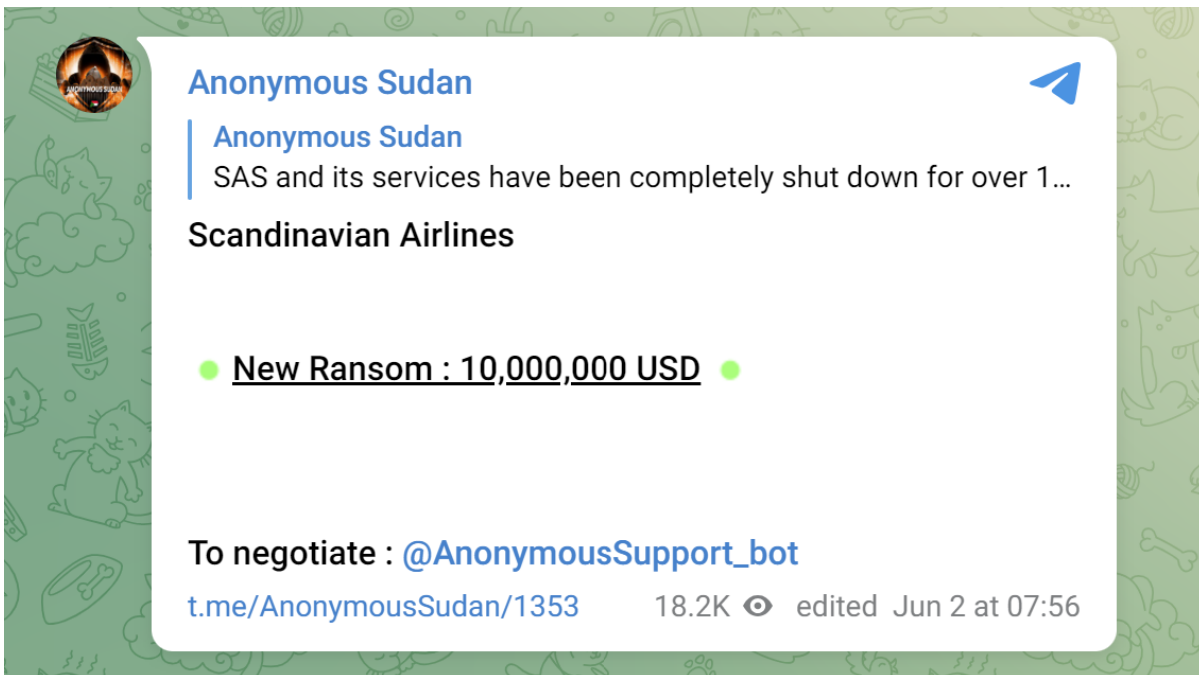 ANONYMOUS SUDAN
Anonymous Sudan
Anonymous Sudan
SAS and its services have been completely shut down for over 1...
Scandinavian Airlines
New Ransom : 10,000,000 USD
To negotiate : @AnonymousSupport_bot
t.me/AnonymousSudan/1353 18.2K edited Jun 2 at 07:56